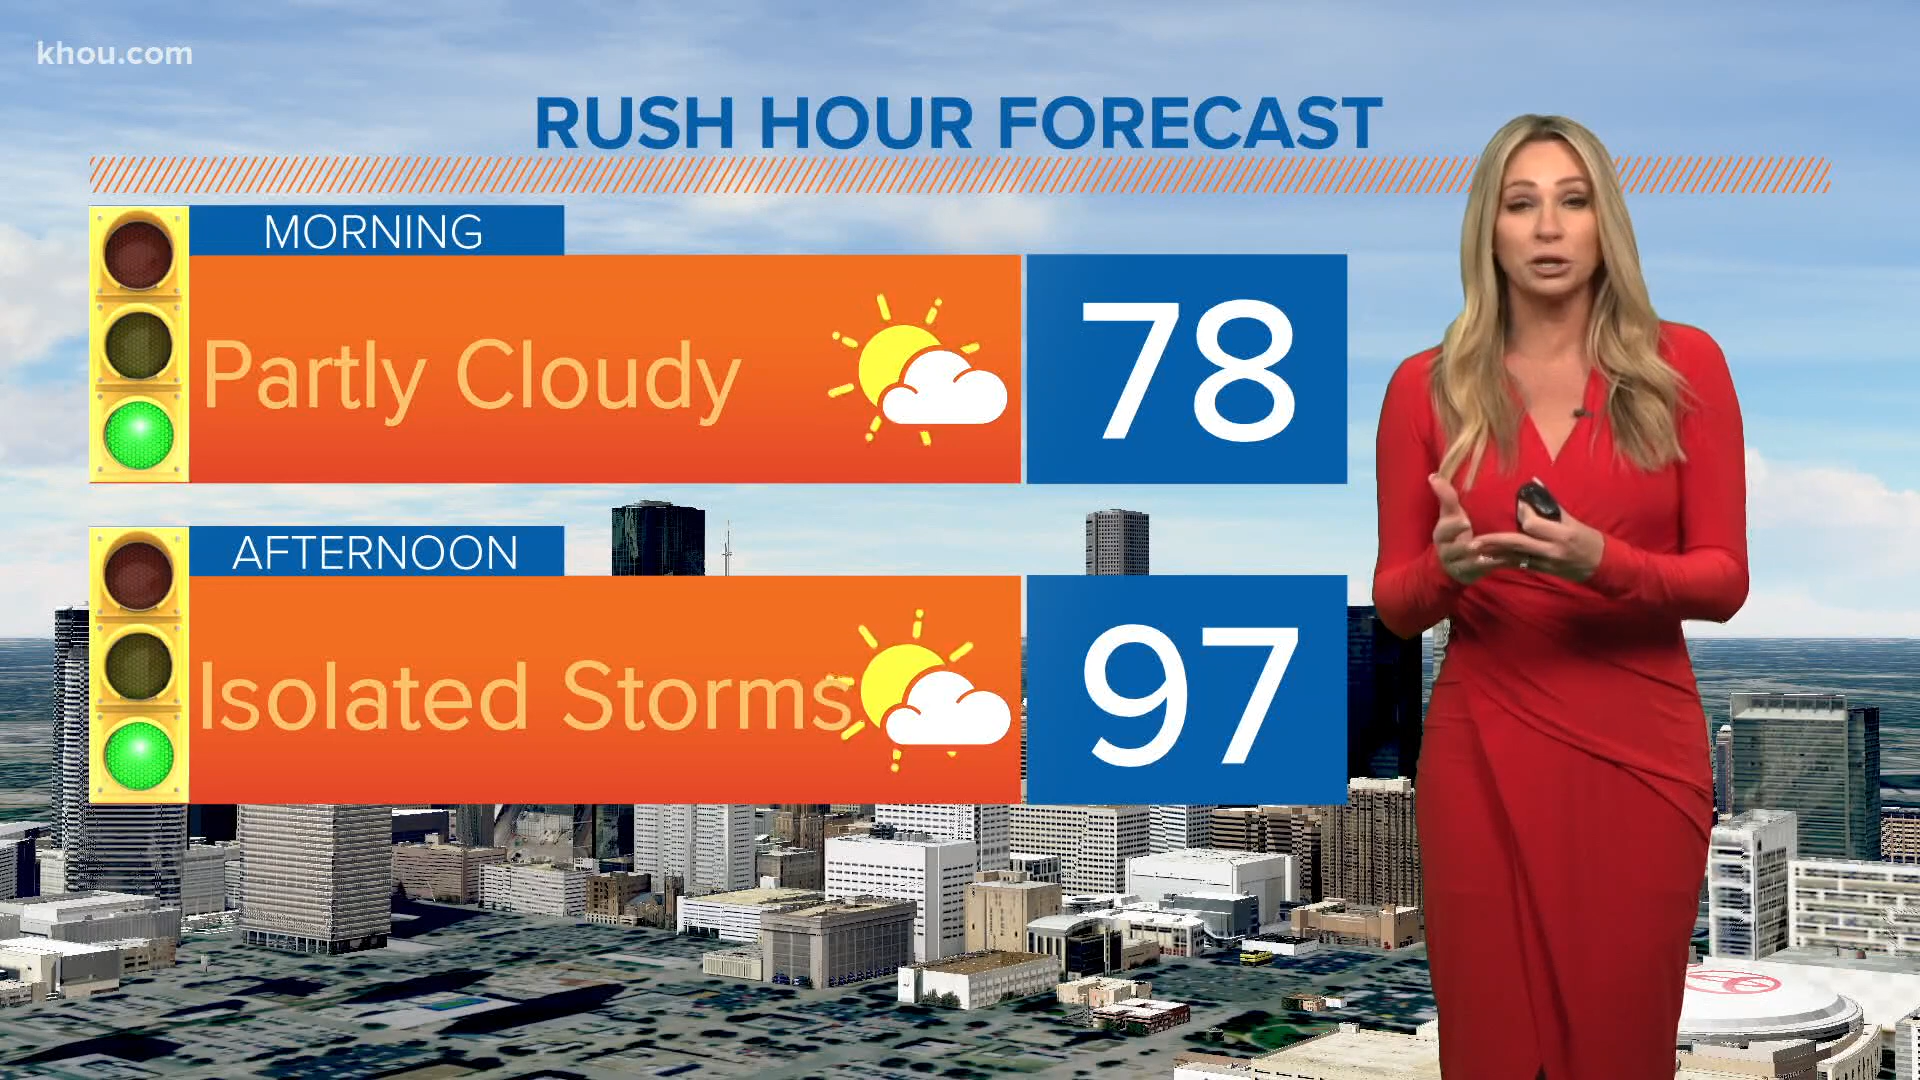 khou.com
RUSH HOUR FORECAST
MORNING
Partly Cloudy
78
AFTERNOON
Isolated Storms
97